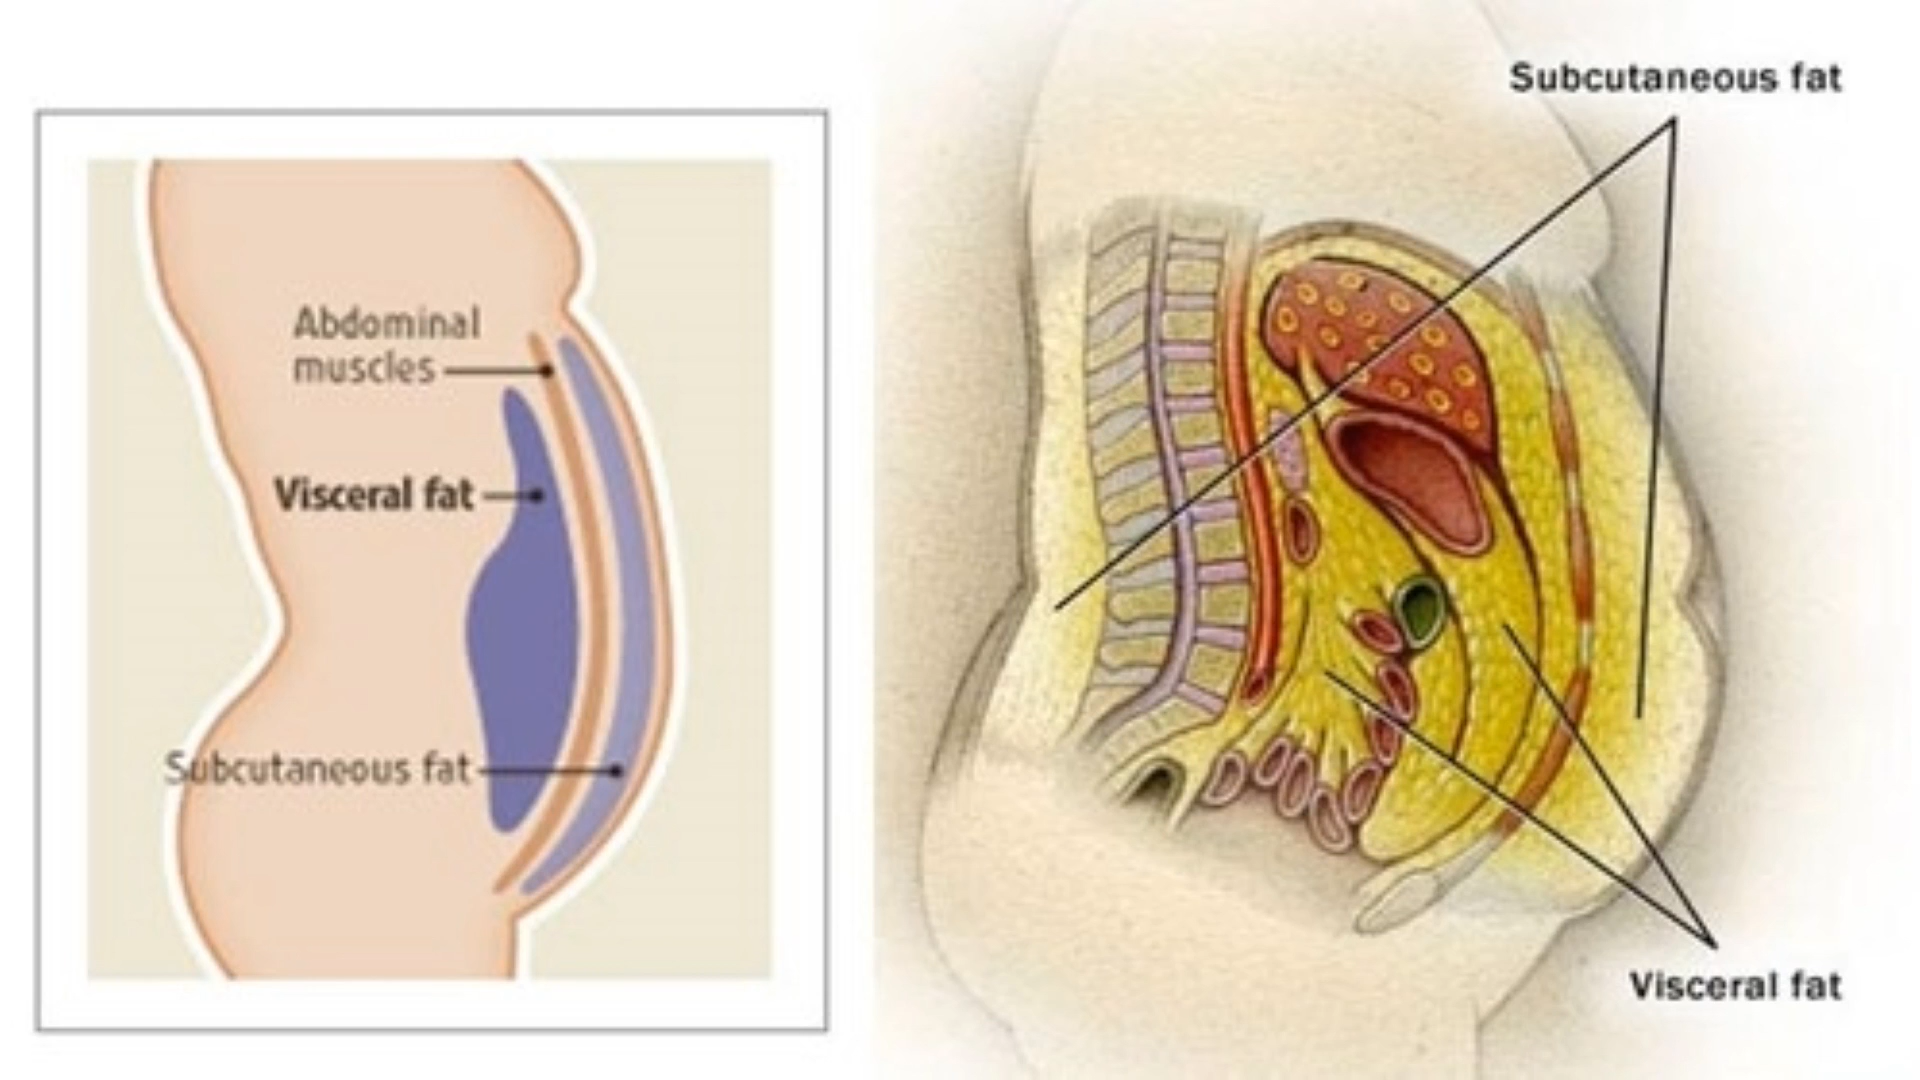 Abdominal
muscles
Visceral fat
Subcutaneous fat
Subcutaneous fat
Visceral fat